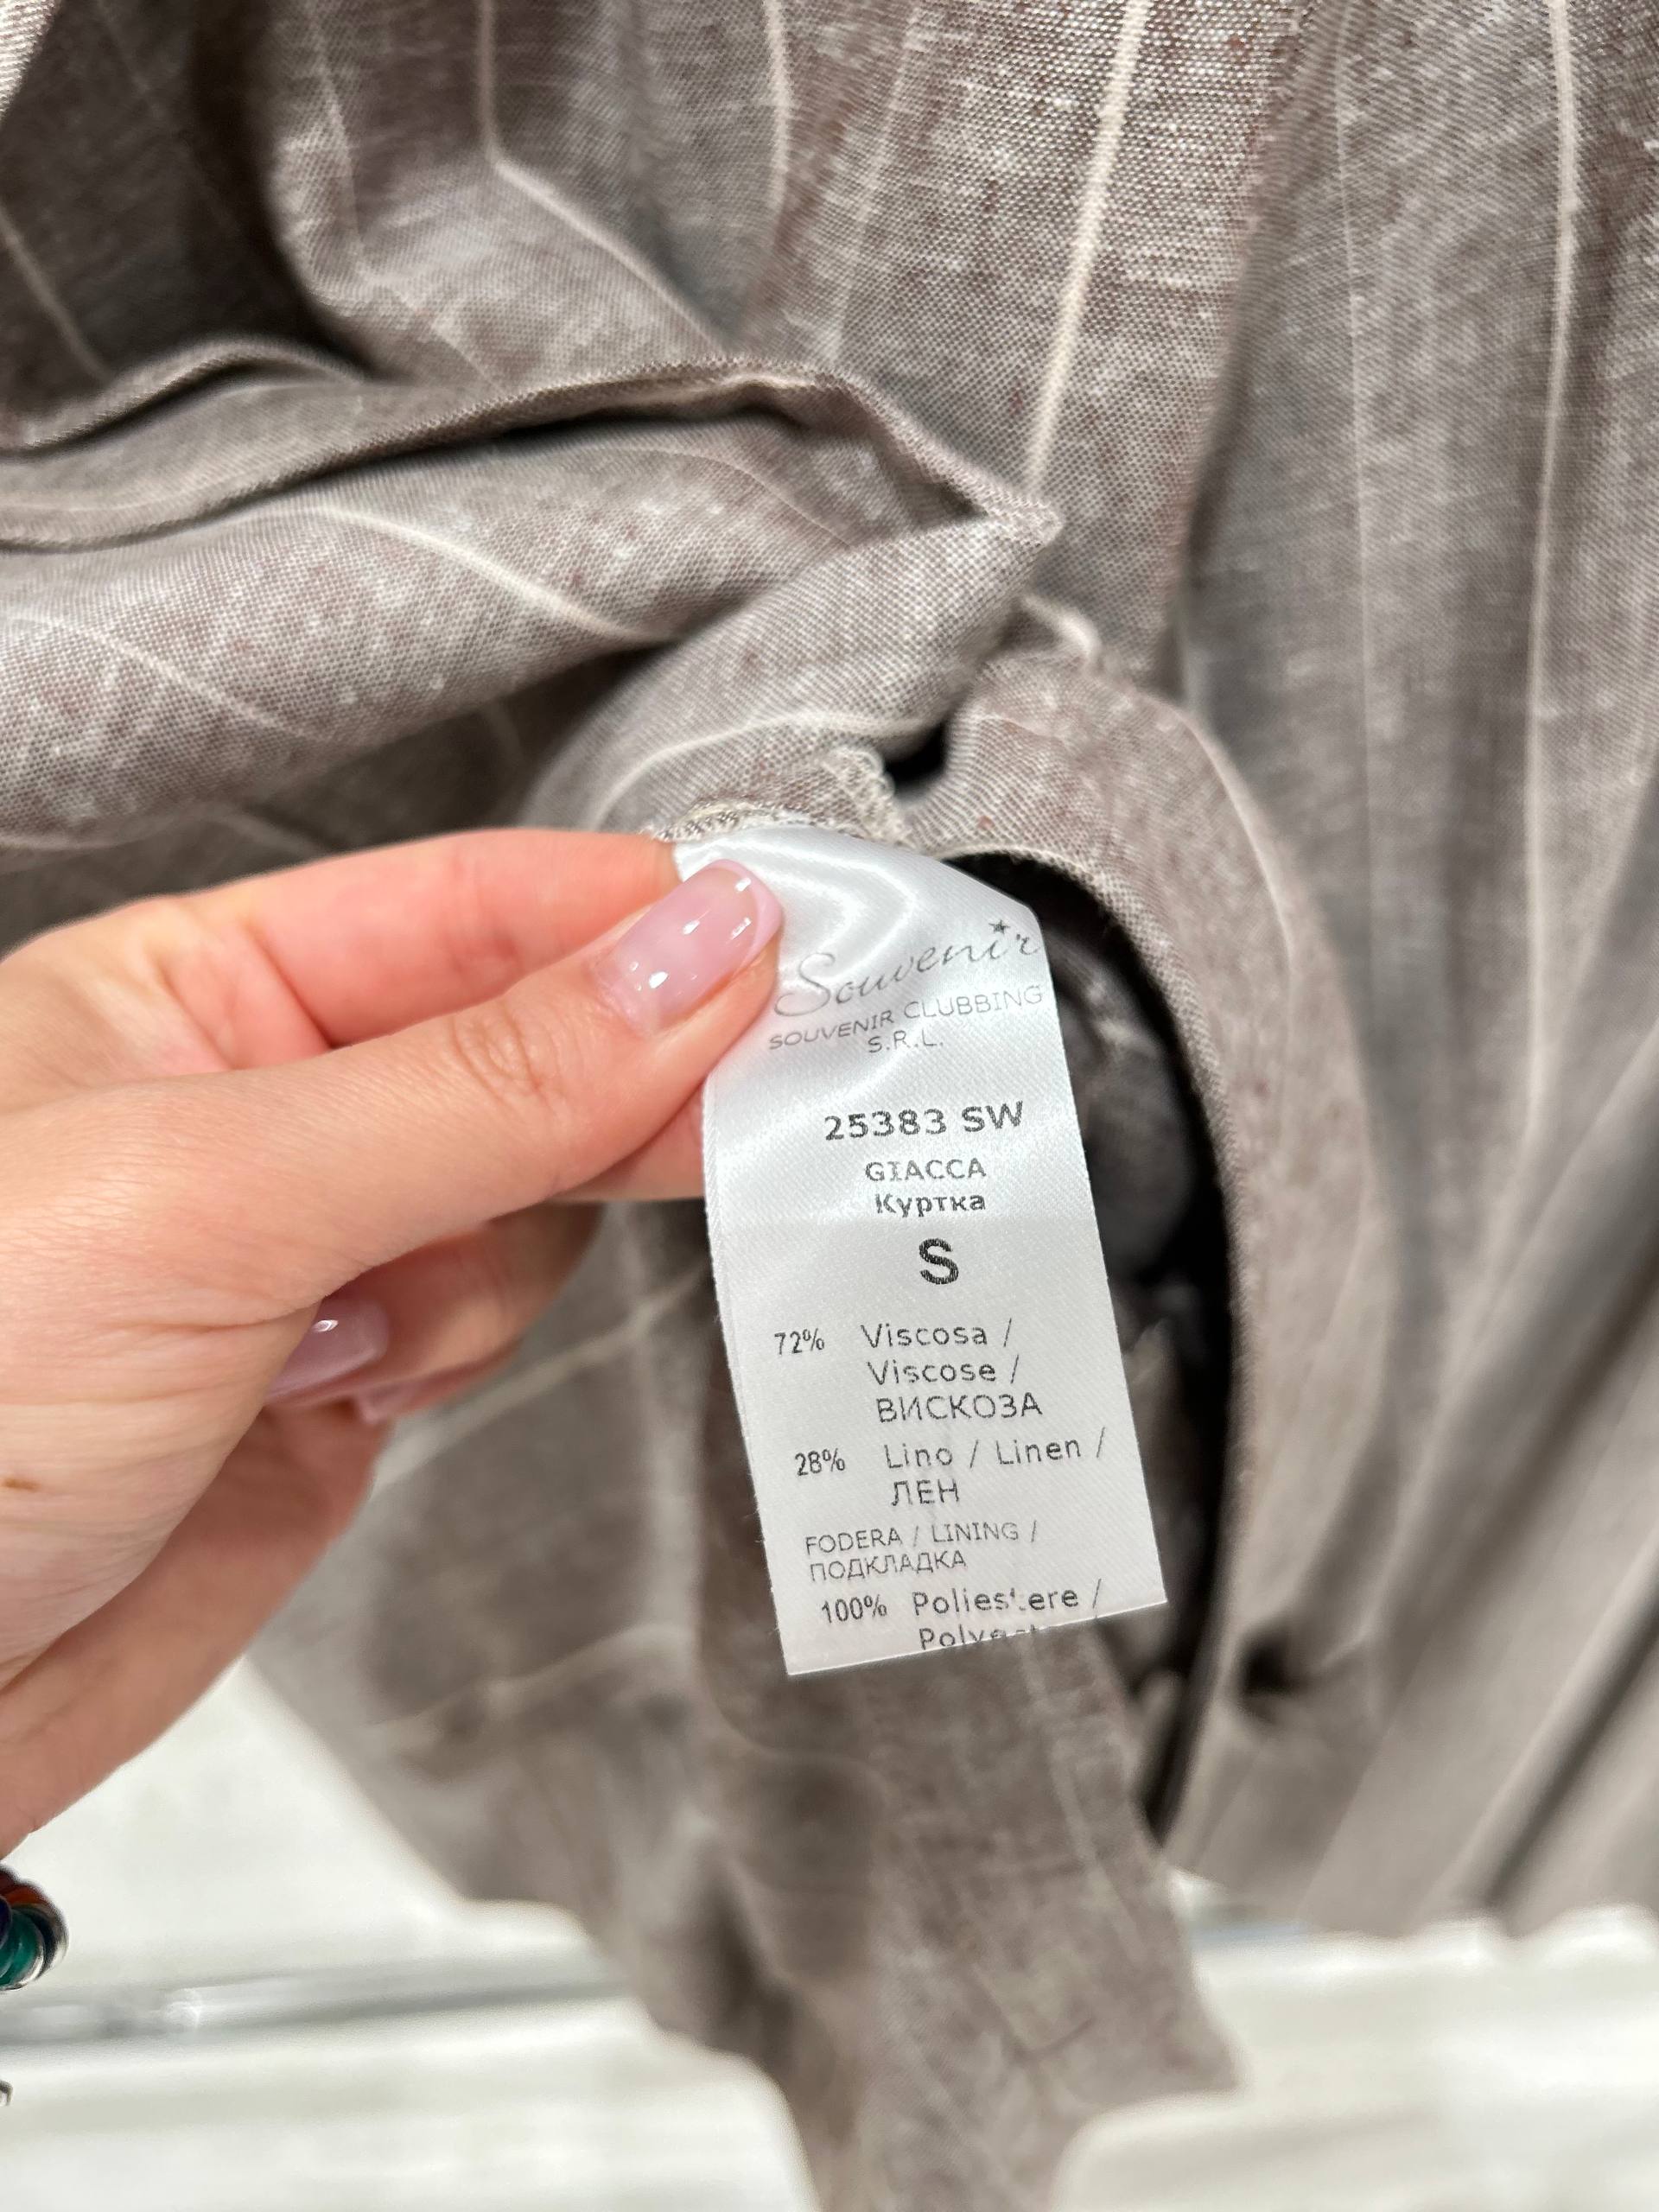 Souvenir
SOUVENIR CLUBBING
S.R.L.
25383 SW
GIACCA
Куртка
S
72% Viscosa /
Viscose /
ВИСКОЗА
28% Lino / Linen /
ЛЕН
FODERA / LINING /
ПОДКЛАДКА
100% Poliestere /